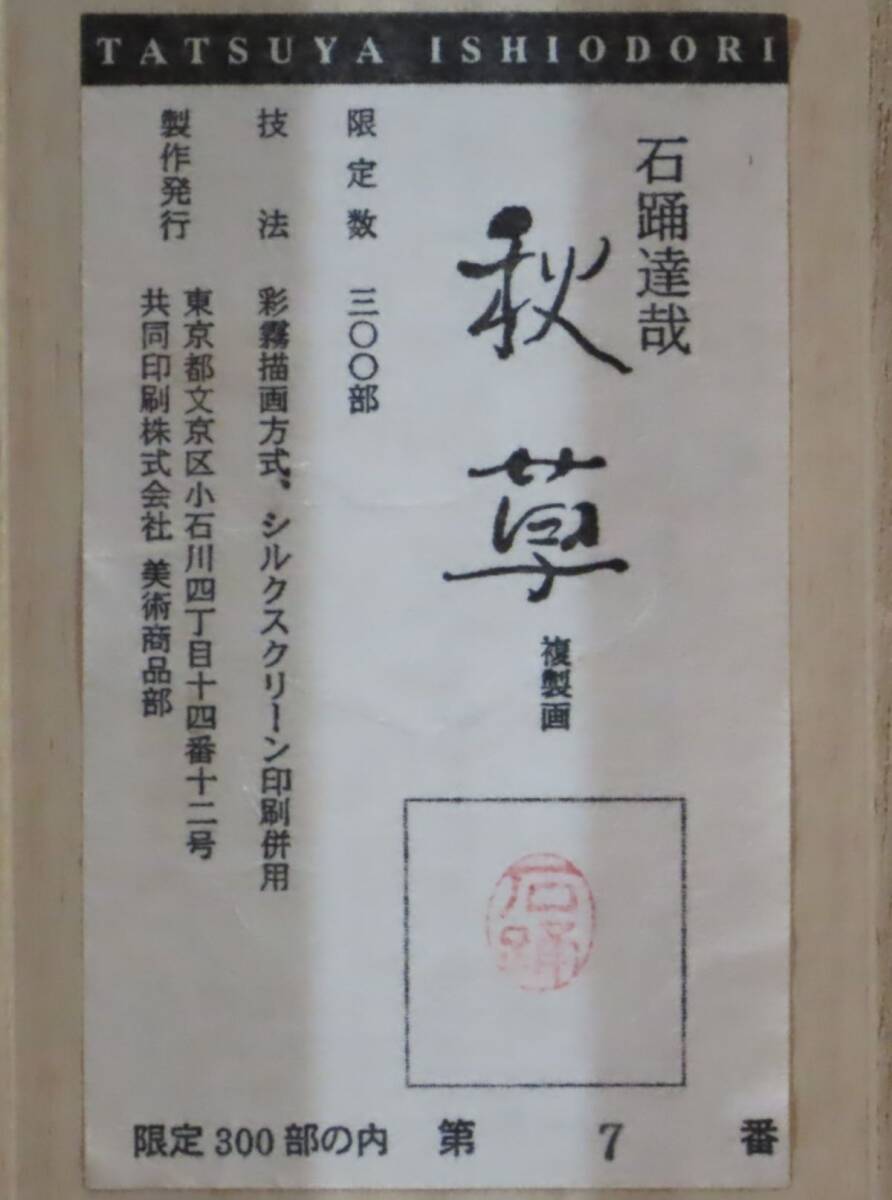 TATSUYA ISHIODORI
石踊達哉
秋草
複製画
石踊
限定数 三〇〇部
技法 彩霧描画方式、シルクスクリーン印刷併用
製作発行 東京都文京区小石川四丁目十四番十二号
共同印刷株式会社 美術商品部
限定300部の内 第 7 番